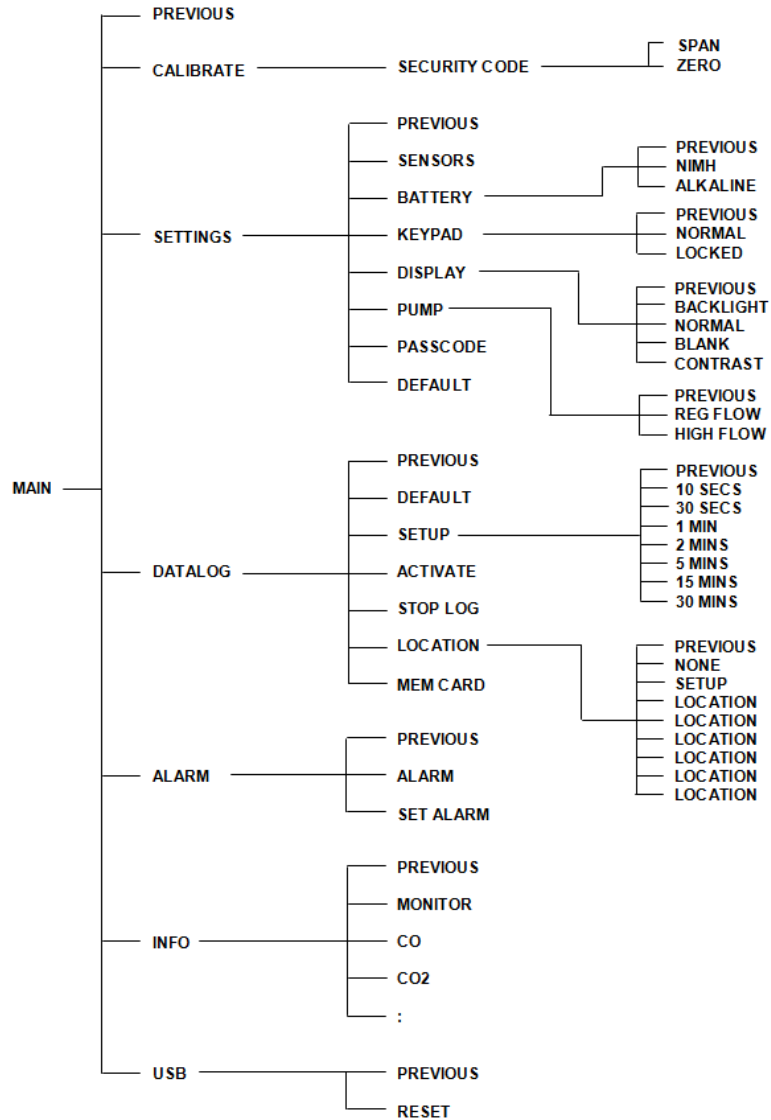 PREVIOUS
CALIBRATE
SECURITY CODE
SPAN
ZERO
SETTINGS
PREVIOUS
SENSORS
BATTERY
PREVIOUS
NIMH
ALKALINE
KEYPAD
PREVIOUS
NORMAL
LOCKED
DISPLAY
PREVIOUS
BACKLIGHT
NORMAL
BLANK
CONTRAST
PUMP
PREVIOUS
REG FLOW
HIGH FLOW
PASSCODE
DEFAULT
MAIN
DATALOG
PREVIOUS
DEFAULT
SETUP
PREVIOUS
10 SECS
30 SECS
1 MIN
2 MINS
5 MINS
15 MINS
30 MINS
ACTIVATE
STOP LOG
LOCATION
PREVIOUS
NONE
SETUP
LOCATION
LOCATION
LOCATION
LOCATION
LOCATION
LOCATION
MEM CARD
ALARM
PREVIOUS
ALARM
SET ALARM
INFO
PREVIOUS
MONITOR
CO
CO2
:
USB
PREVIOUS
RESET